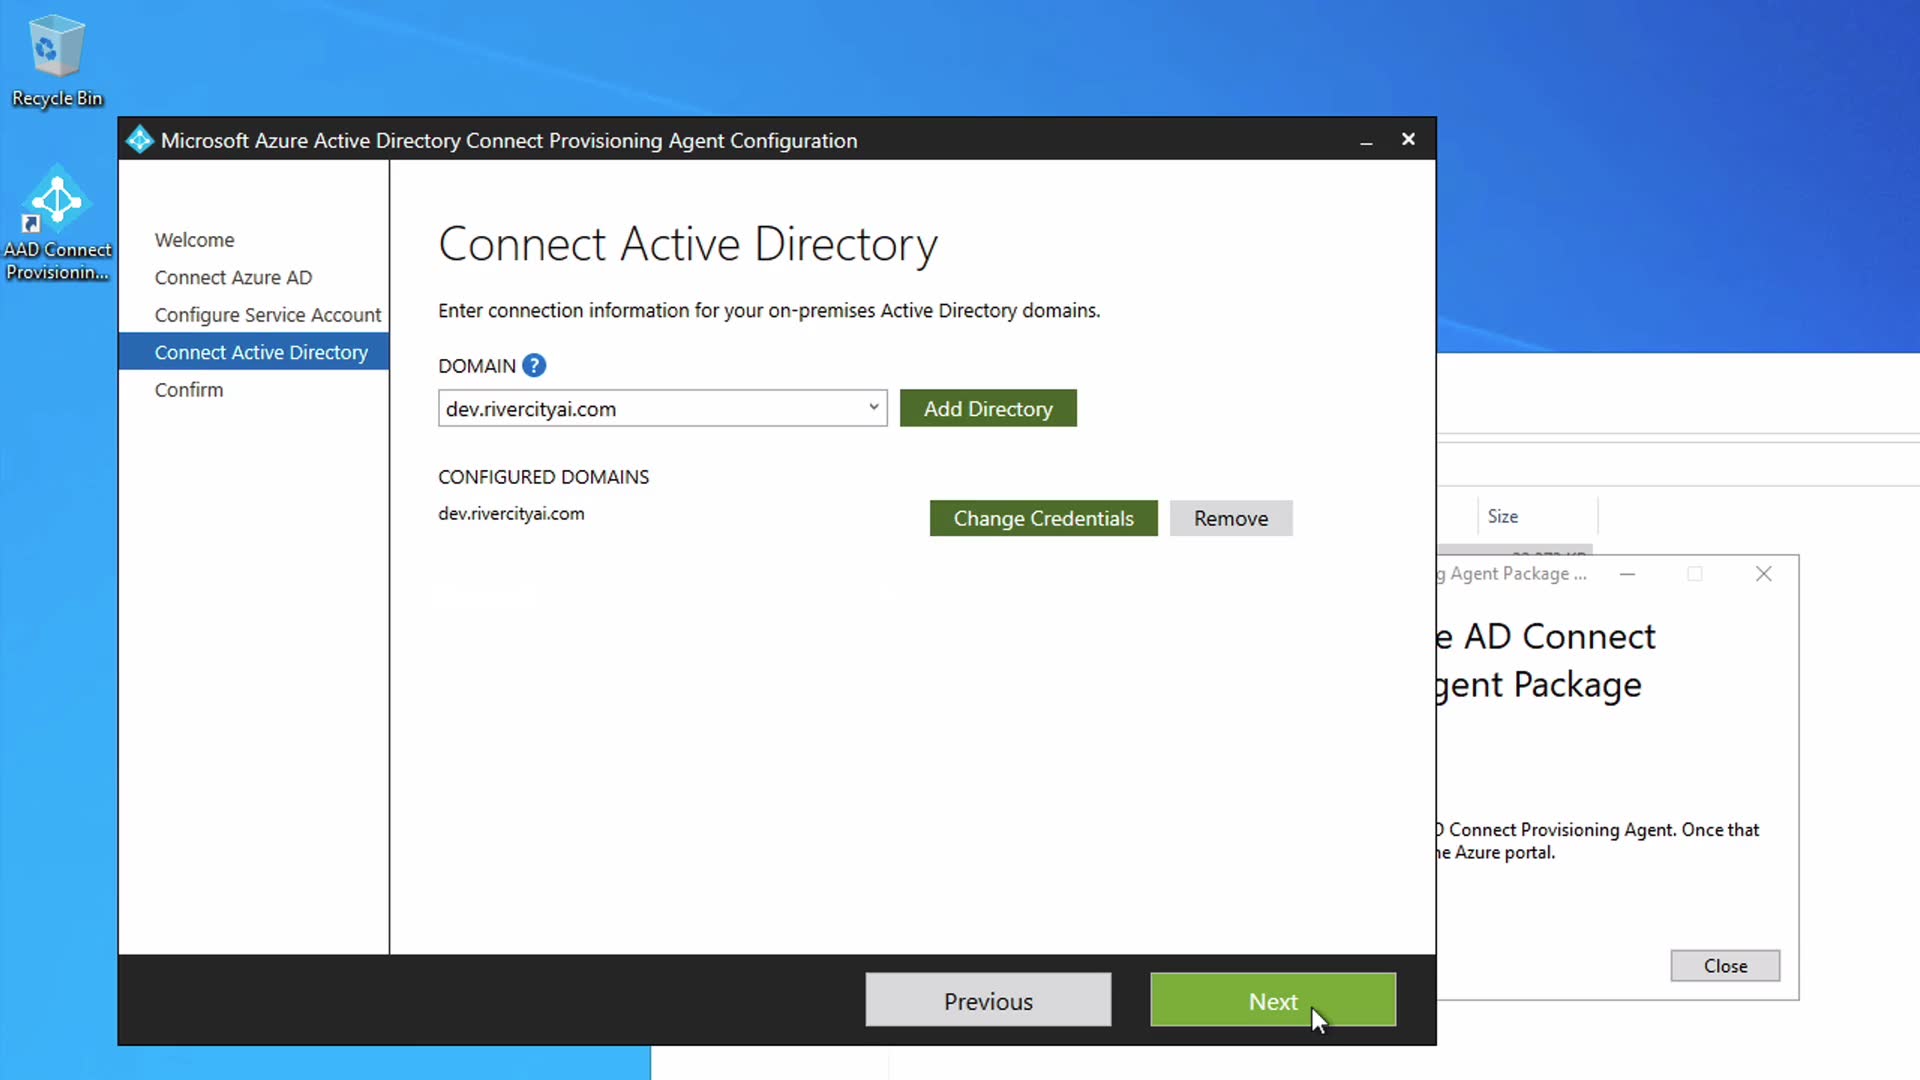 Recycle Bin
AAD Connect
Provisionin...
Microsoft Azure Active Directory Connect Provisioning Agent Configuration
Welcome
Connect Azure AD
Configure Service Account
Connect Active Directory
Confirm
Connect Active Directory
Enter connection information for your on-premises Active Directory domains.
DOMAIN ?
dev.rivercityai.com
Add Directory
CONFIGURED DOMAINS
dev.rivercityai.com
Change Credentials
Remove
Previous
Next
Size
g Agent Package ...
e AD Connect
gent Package
D Connect Provisioning Agent. Once that
he Azure portal.
Close